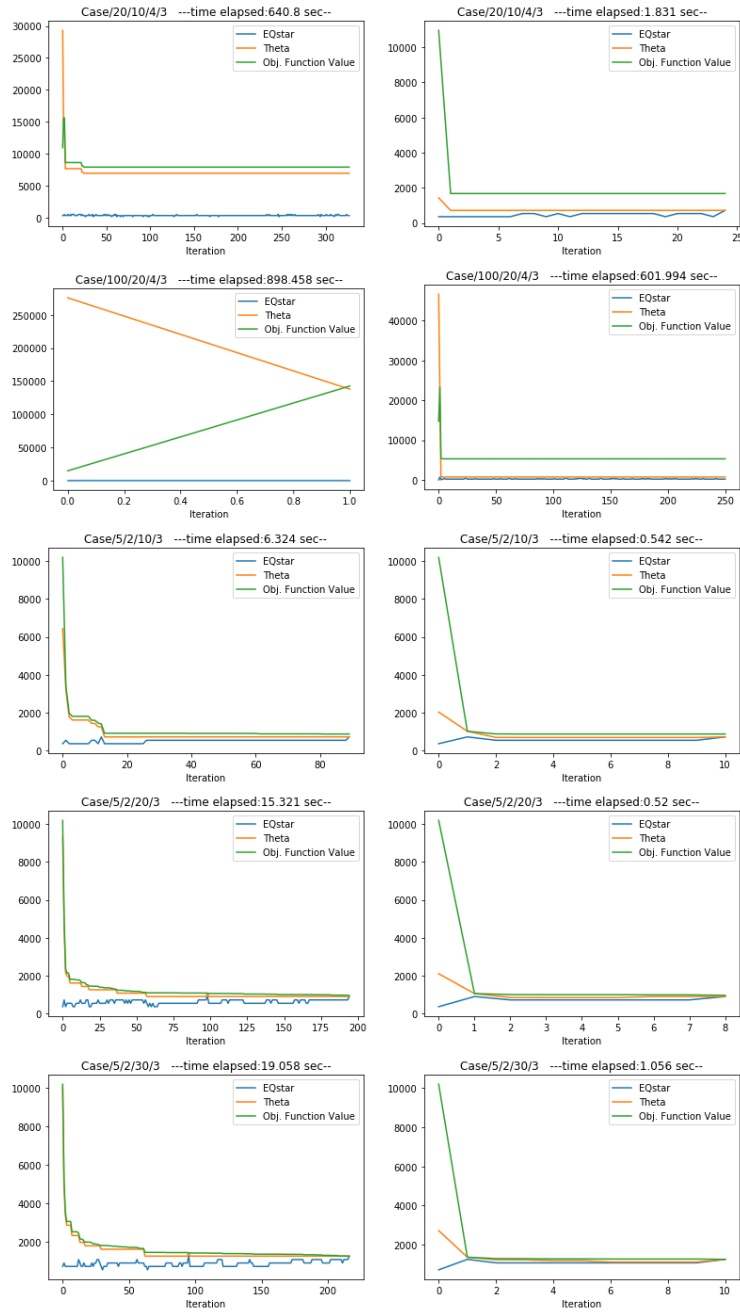 Case/20/10/4/3 ---time elapsed:640.8 sec--
30000
25000
20000
15000
10000
5000
0
EQstar
Theta
Obj. Function Value
0 50 100 150 200 250 300
Iteration
Case/20/10/4/3 ---time elapsed:1.831 sec--
10000
8000
6000
4000
2000
0
EQstar
Theta
Obj. Function Value
0 5 10 15 20 25
Iteration
Case/100/20/4/3 ---time elapsed:898.458 sec--
250000
200000
150000
100000
50000
0
EQstar
Theta
Obj. Function Value
0.0 0.2 0.4 0.6 0.8 1.0
Iteration
Case/100/20/4/3 ---time elapsed:601.994 sec--
40000
30000
20000
10000
0
EQstar
Theta
Obj. Function Value
0 50 100 150 200 250
Iteration
Case/5/2/10/3 ---time elapsed:6.324 sec--
10000
8000
6000
4000
2000
0
EQstar
Theta
Obj. Function Value
0 20 40 60 80
Iteration
Case/5/2/10/3 ---time elapsed:0.542 sec--
10000
8000
6000
4000
2000
0
EQstar
Theta
Obj. Function Value
0 2 4 6 8 10
Iteration
Case/5/2/20/3 ---time elapsed:15.321 sec--
10000
8000
6000
4000
2000
0
EQstar
Theta
Obj. Function Value
0 25 50 75 100 125 150 175 200
Iteration
Case/5/2/20/3 ---time elapsed:0.52 sec--
10000
8000
6000
4000
2000
0
EQstar
Theta
Obj. Function Value
0 1 2 3 4 5 6 7 8
Iteration
Case/5/2/30/3 ---time elapsed:19.058 sec--
10000
8000
6000
4000
2000
0
EQstar
Theta
Obj. Function Value
0 50 100 150 200
Iteration
Case/5/2/30/3 ---time elapsed:1.056 sec--
10000
8000
6000
4000
2000
EQstar
Theta
Obj. Function Value
0 2 4 6 8 10
Iteration